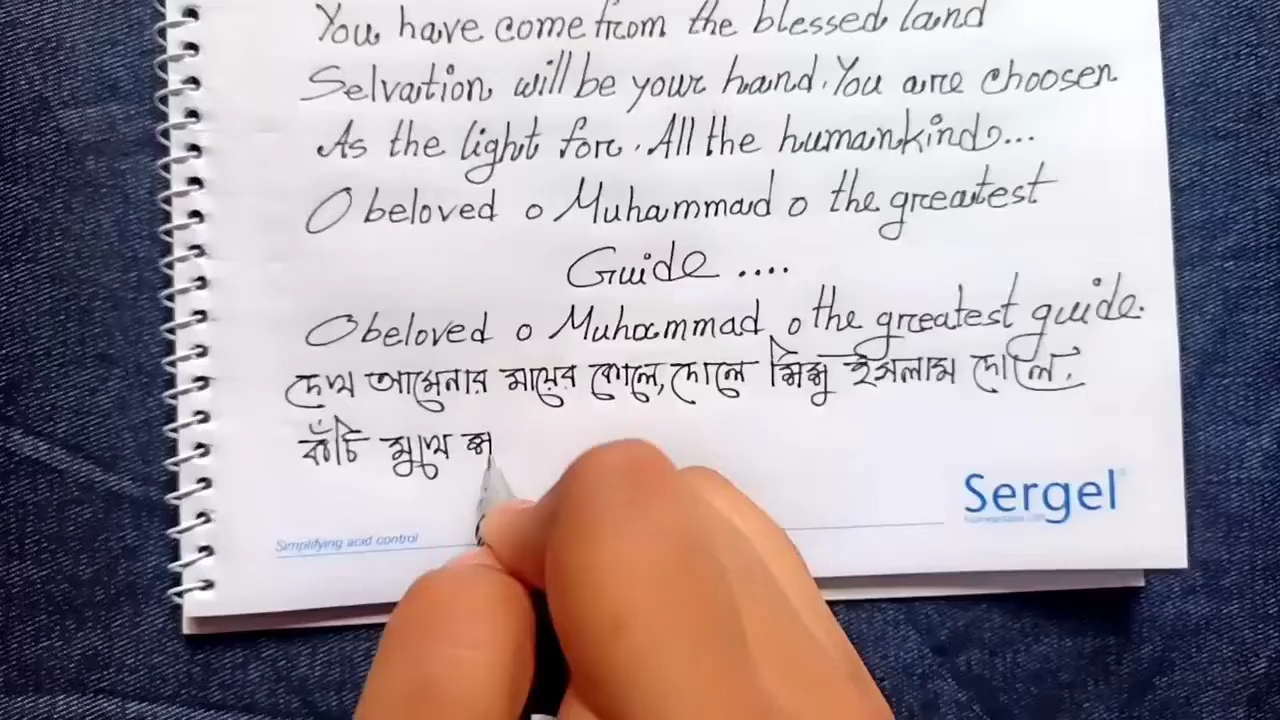 You have come from the blessed land
Selvation will be your hand. You are choosen
As the light for. All the humankind...
O beloved o Muhammad o the greatest
Guide ....
O beloved o Muhammad o the greatest guide.
দেখ আমেনার মায়ের কোলে, দোলে শিশু ইসলাম দোলে.
কঁচি মুখে
Sergel
Simplifying acid control